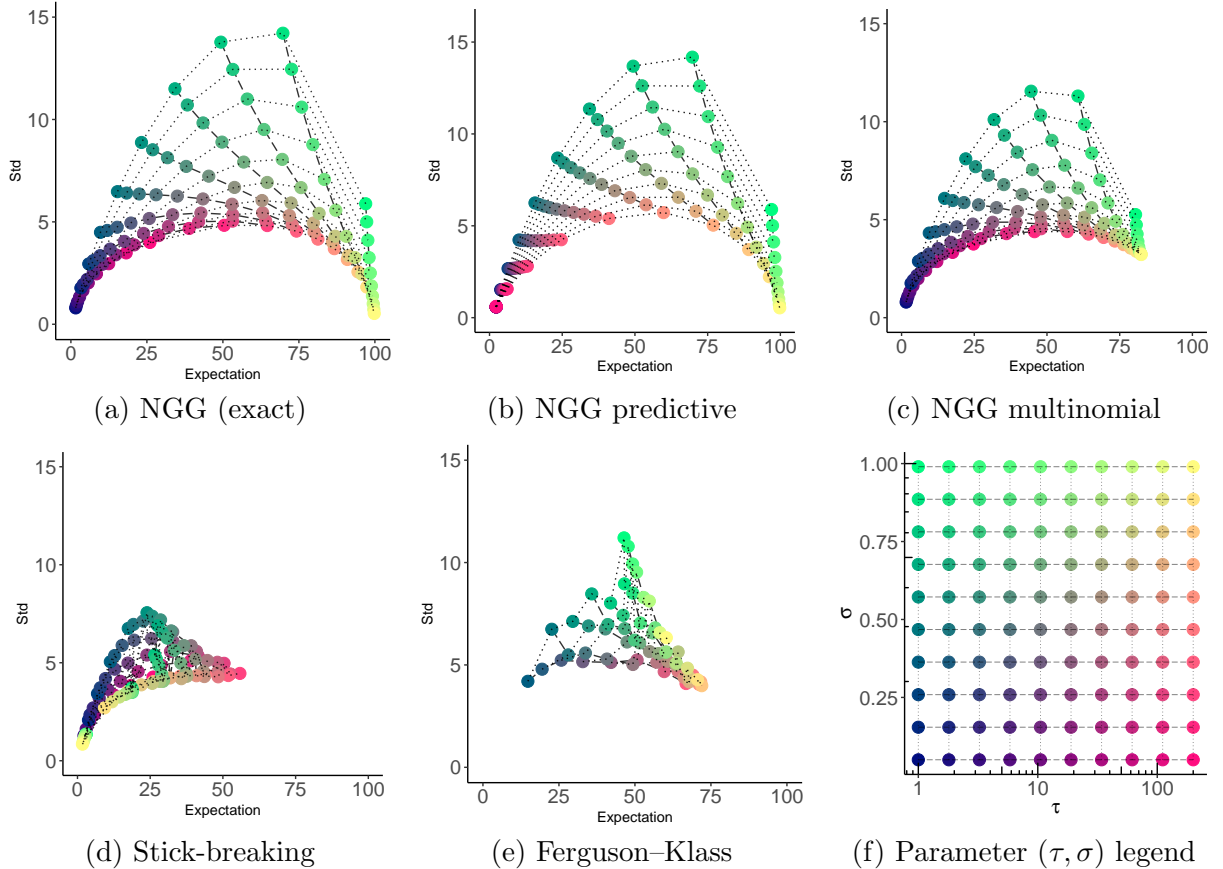 15
10
5
0
Std
0 25 50 75 100
Expectation
(a) NGG (exact)
15
10
5
0
Std
0 25 50 75 100
Expectation
(b) NGG predictive
15
10
5
0
Std
0 25 50 75 100
Expectation
(c) NGG multinomial
15
10
5
0
Std
0 25 50 75 100
Expectation
(d) Stick-breaking
15
10
5
0
Std
0 25 50 75 100
Expectation
(e) Ferguson–Klass
1.00
0.75
0.50
0.25
σ
1 10 100
τ
(f) Parameter (τ, σ) legend